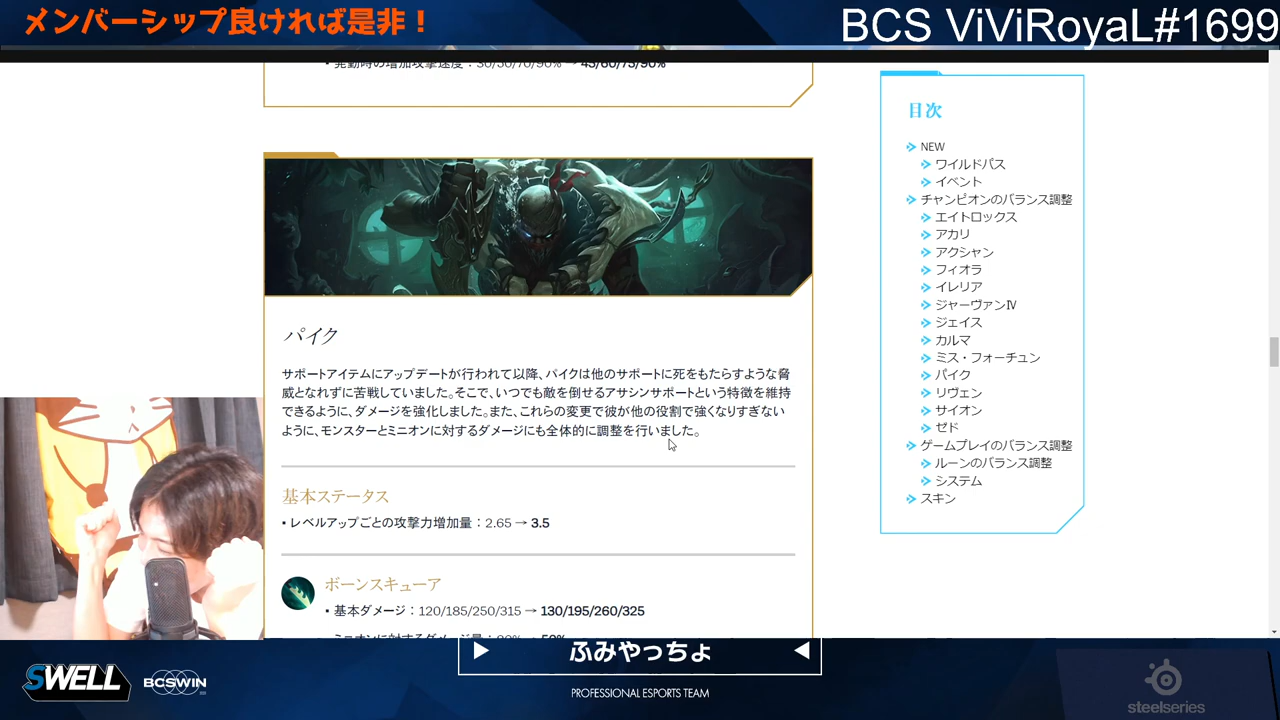 メンバーシップ良ければ是非！
BCS ViViRoyaL#1699
発動時の増加攻撃速度：30/50/70/90% → 45/60/75/90%
目次
NEW
ワイルドパス
イベント
チャンピオンのバランス調整
エイトロックス
アカリ
アクシャン
フィオラ
イレリア
ジャーヴァンⅣ
ジェイス
カルマ
ミス・フォーチュン
パイク
リヴェン
サイオン
ゼド
ゲームプレイのバランス調整
ルーンのバランス調整
システム
スキン
パイク
サポートアイテムにアップデートが行われて以降、パイクは他のサポートに死をもたらすような脅
威となれずに苦戦していました。そこで、いつでも敵を倒せるアサシンサポートという特徴を維持
できるように、ダメージを強化しました。また、これらの変更で彼が他の役割で強くなりすぎない
ように、モンスターとミニオンに対するダメージにも全体的に調整を行いました。
基本ステータス
• レベルアップごとの攻撃力増加量：2.65 → 3.5
ボーンスキューア
• 基本ダメージ：120/185/250/315 → 130/195/260/325
ふみやっちょ
PROFESSIONAL ESPORTS TEAM
SWELL
BCSWIN
steelseries